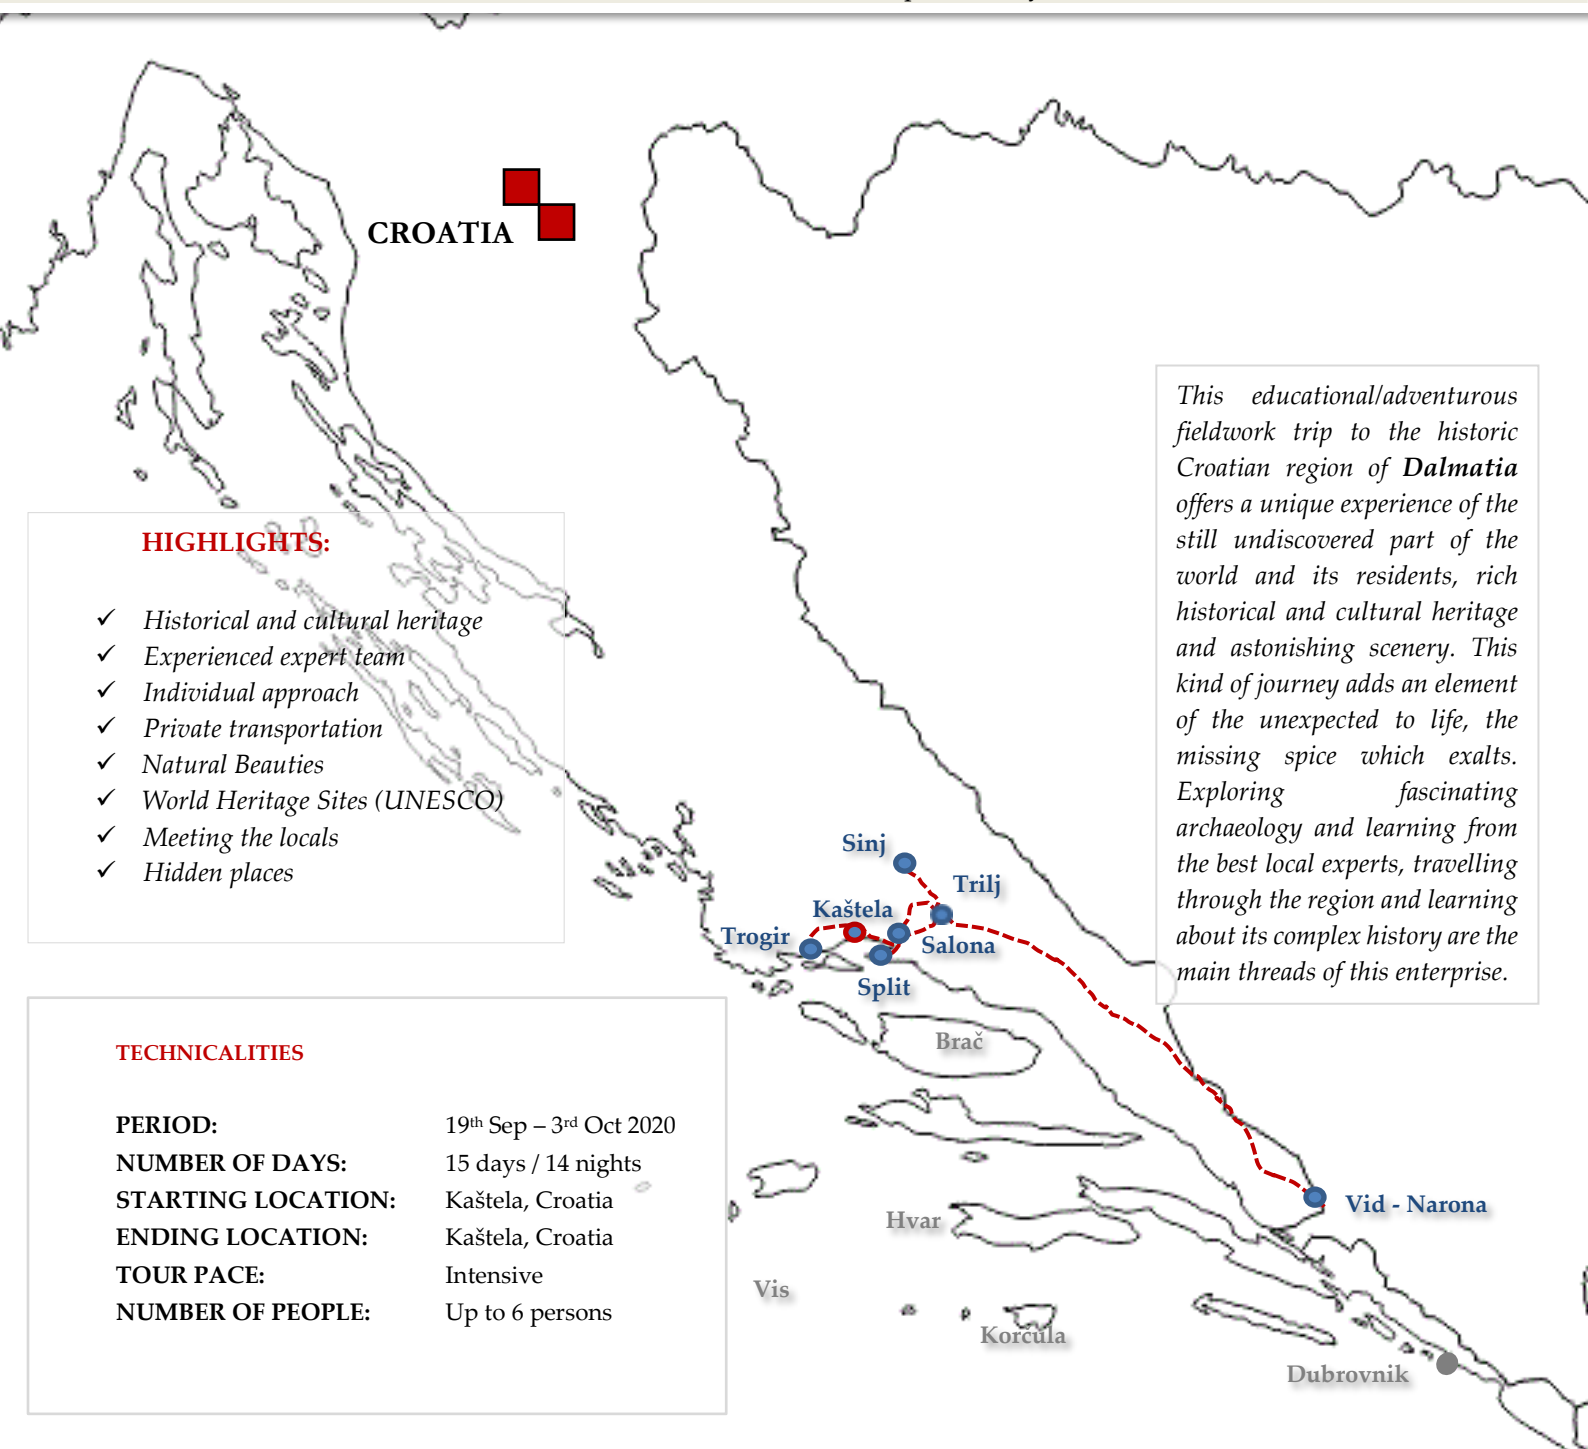 CROATIA
This educational/adventurous
fieldwork trip to the historic
Croatian region of Dalmatia
offers a unique experience of the
still undiscovered part of the
world and its residents, rich
historical and cultural heritage
and astonishing scenery. This
kind of journey adds an element
of the unexpected to life, the
missing spice which exalts.
Exploring fascinating
archaeology and learning from
the best local experts, travelling
through the region and learning
about its complex history are the
main threads of this enterprise.
HIGHLIGHTS:
✓ Historical and cultural heritage
✓ Experienced expert team
✓ Individual approach
✓ Private transportation
✓ Natural Beauties
✓ World Heritage Sites (UNESCO)
✓ Meeting the locals
✓ Hidden places
Sinj
Trilj
Kaštela
Trogir
Salona
Split
Brač
Vid - Narona
Hvar
Vis
Korčula
Dubrovnik
TECHNICALITIES
PERIOD: 19th Sep – 3rd Oct 2020
NUMBER OF DAYS: 15 days / 14 nights
STARTING LOCATION: Kaštela, Croatia
ENDING LOCATION: Kaštela, Croatia
TOUR PACE: Intensive
NUMBER OF PEOPLE: Up to 6 persons